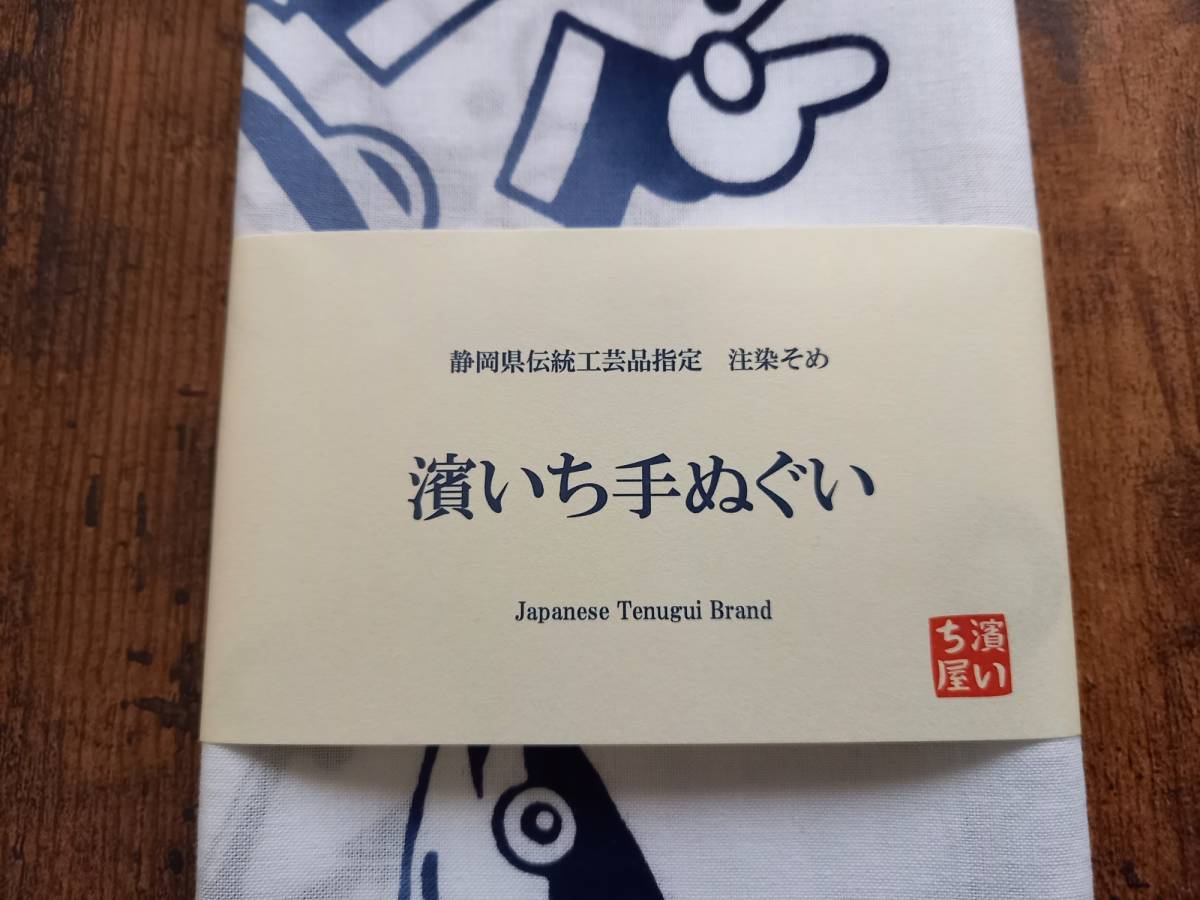 静岡県伝統工芸品指定　注染そめ
濱いち手ぬぐい
Japanese Tenugui Brand
濱い
ち屋